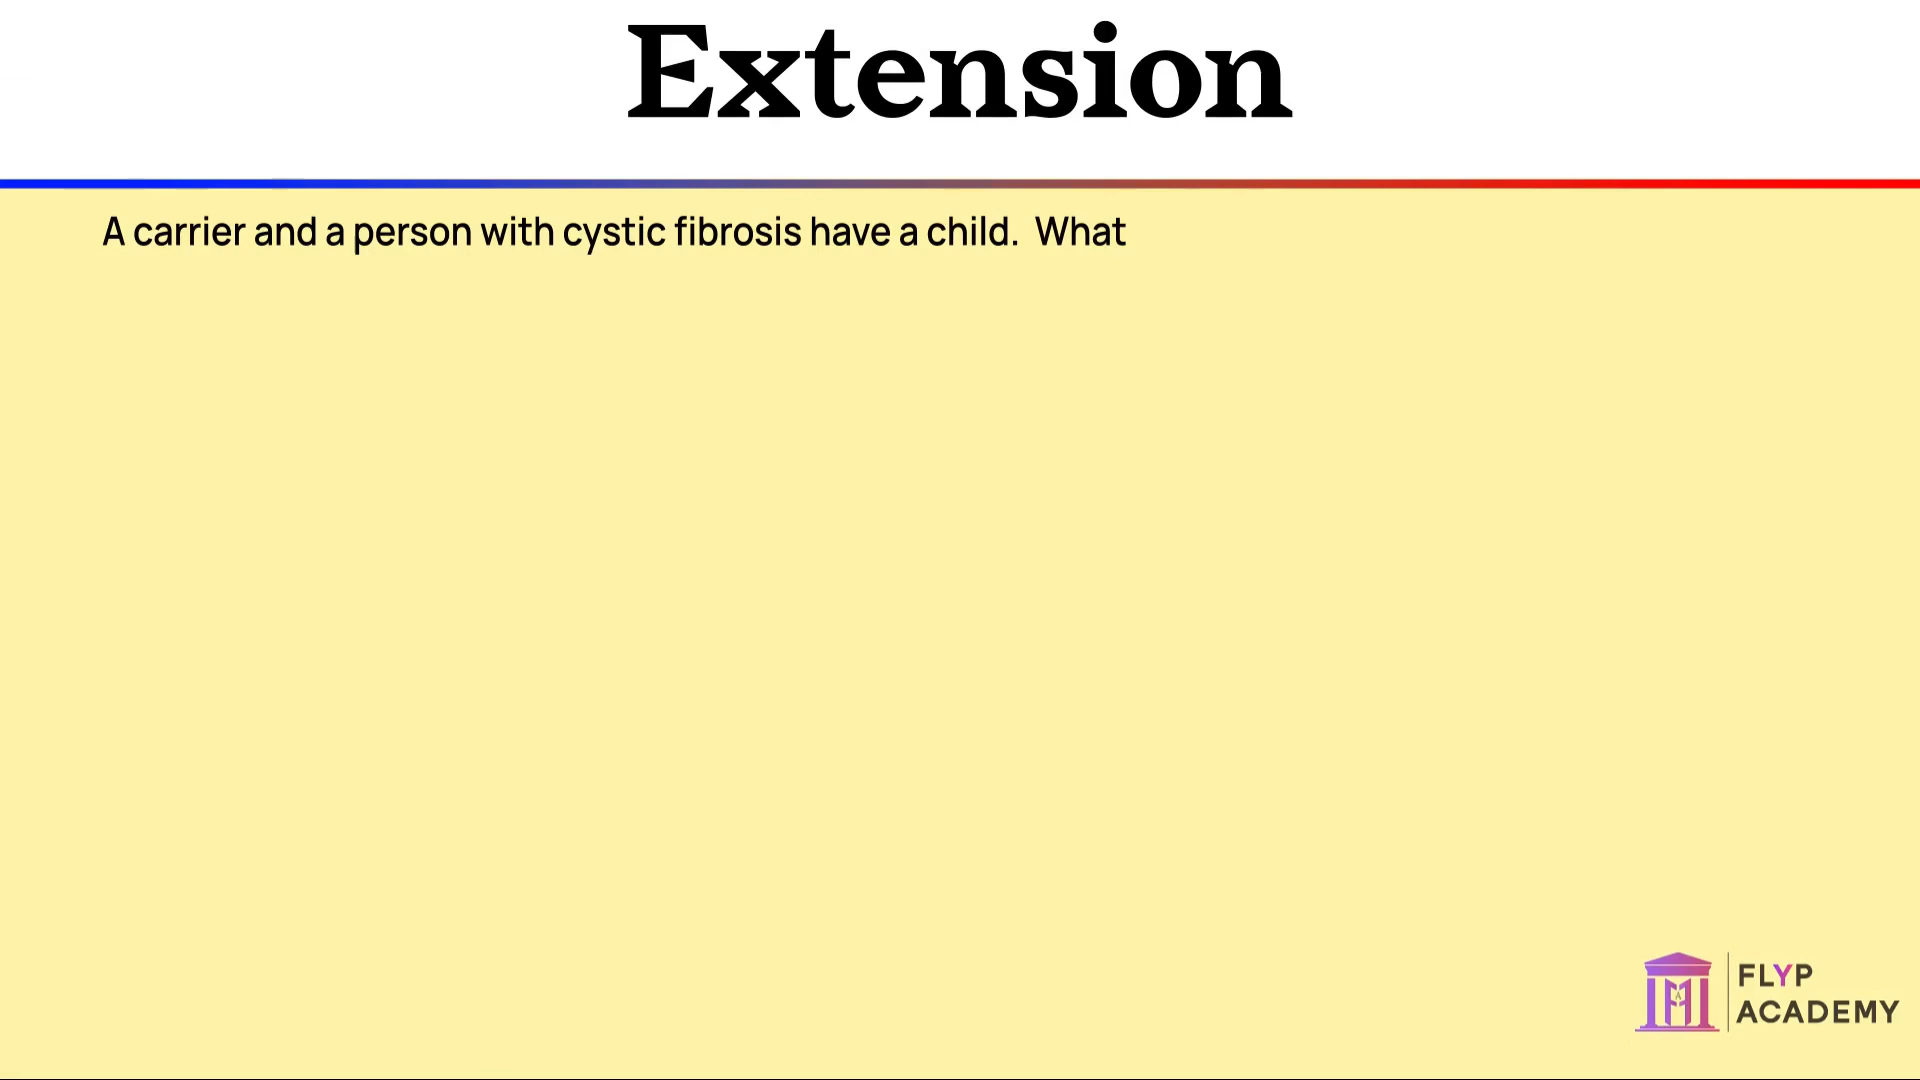 Extension
A carrier and a person with cystic fibrosis have a child.  What
FLYP
ACADEMY